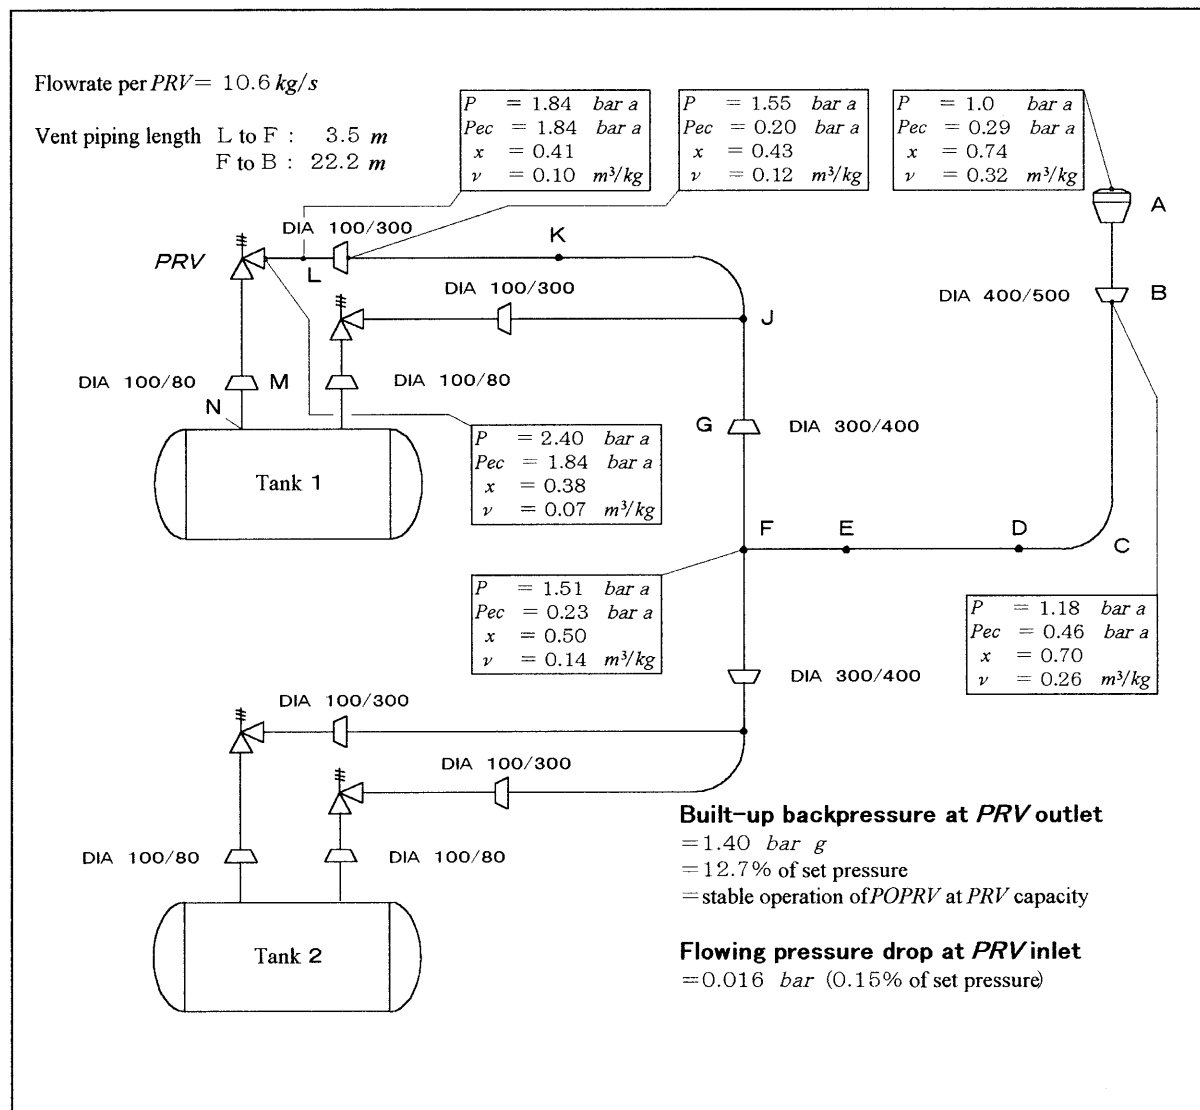 Flowrate per PRV= 10.6 kg/s
Vent piping length L to F : 3.5 m
F to B : 22.2 m
P = 1.84 bar a
Pec = 1.84 bar a
x = 0.41
ν = 0.10 m³/kg
P = 1.55 bar a
Pec = 0.20 bar a
x = 0.43
ν = 0.12 m³/kg
P = 1.0 bar a
Pec = 0.29 bar a
x = 0.74
ν = 0.32 m³/kg
A
DIA 100/300
K
PRV
L
DIA 100/300
DIA 400/500
B
J
DIA 100/80
M
DIA 100/80
N
G
DIA 300/400
P = 2.40 bar a
Pec = 1.84 bar a
x = 0.38
ν = 0.07 m³/kg
Tank 1
F
E
D
C
P = 1.51 bar a
Pec = 0.23 bar a
x = 0.50
ν = 0.14 m³/kg
P = 1.18 bar a
Pec = 0.46 bar a
x = 0.70
ν = 0.26 m³/kg
DIA 300/400
DIA 100/300
DIA 100/300
DIA 100/80
DIA 100/80
Tank 2
Built-up backpressure at PRV outlet
=1.40 bar g
=12.7% of set pressure
=stable operation of POPRV at PRV capacity
Flowing pressure drop at PRV inlet
=0.016 bar (0.15% of set pressure)